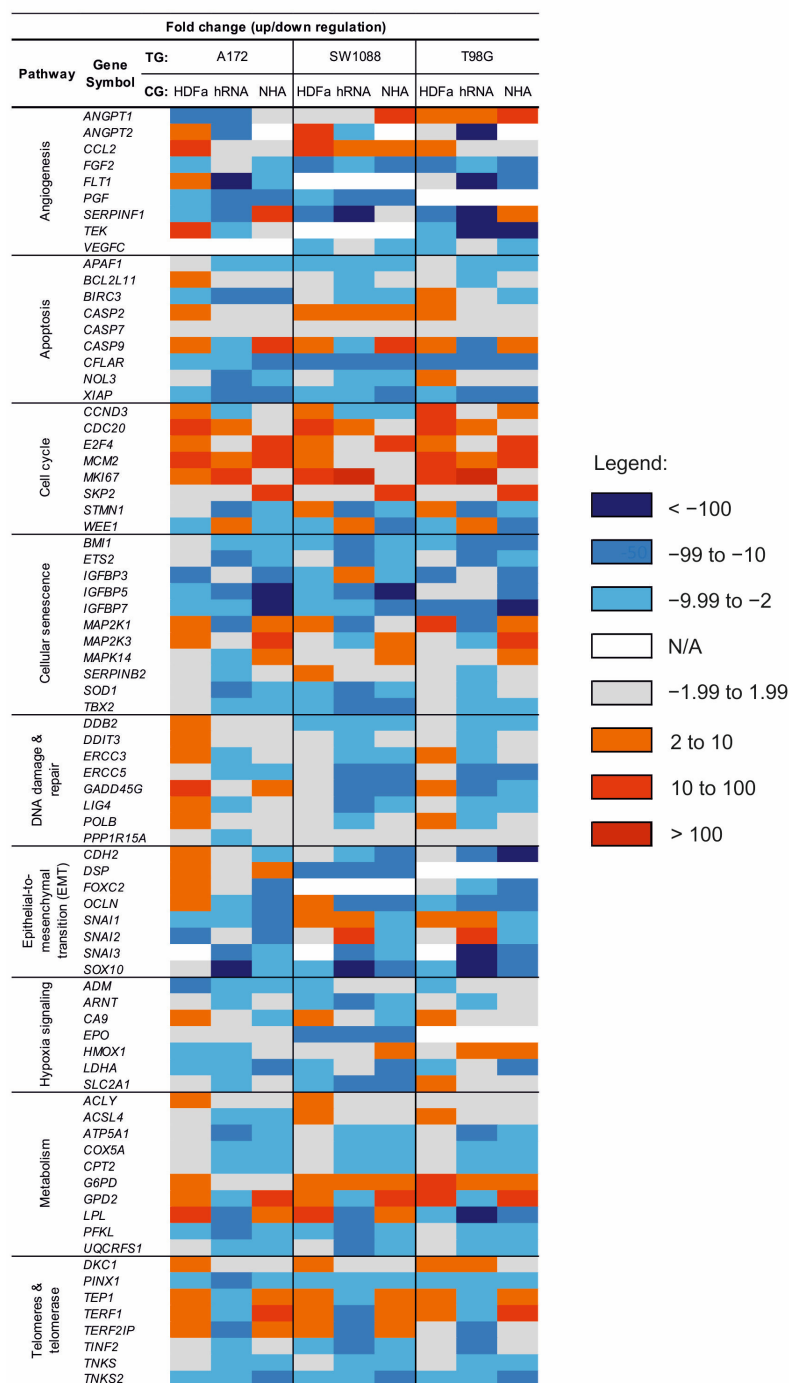 Fold change (up/down regulation)
Pathway
Gene Symbol
TG: A172 SW1088 T98G
CG: HDFa hRNA NHA HDFa hRNA NHA HDFa hRNA NHA
Angiogenesis
ANGPT1
ANGPT2
CCL2
FGF2
FLT1
PGF
SERPINF1
TEK
VEGFC
Apoptosis
APAF1
BCL2L11
BIRC3
CASP2
CASP7
CASP9
CFLAR
NOL3
XIAP
Cell cycle
CCND3
CDC20
E2F4
MCM2
MKI67
SKP2
STMN1
WEE1
Cellular senescence
BMI1
ETS2
IGFBP3
IGFBP5
IGFBP7
MAP2K1
MAP2K3
MAPK14
SERPINB2
SOD1
TBX2
DNA damage &
repair
DDB2
DDIT3
ERCC3
ERCC5
GADD45G
LIG4
POLB
PPP1R15A
Epithelial-to-
mesenchymal
transition (EMT)
CDH2
DSP
FOXC2
OCLN
SNAI1
SNAI2
SNAI3
SOX10
Hypoxia signaling
ADM
ARNT
CA9
EPO
HMOX1
LDHA
SLC2A1
Metabolism
ACLY
ACSL4
ATP5A1
COX5A
CPT2
G6PD
GPD2
LPL
PFKL
UQCRFS1
Telomeres &
telomerase
DKC1
PINX1
TEP1
TERF1
TERF2IP
TINF2
TNKS
TNKS2
Legend:
< −100
-50
−99 to −10
−9.99 to −2
N/A
−1.99 to 1.99
2 to 10
10 to 100
> 100